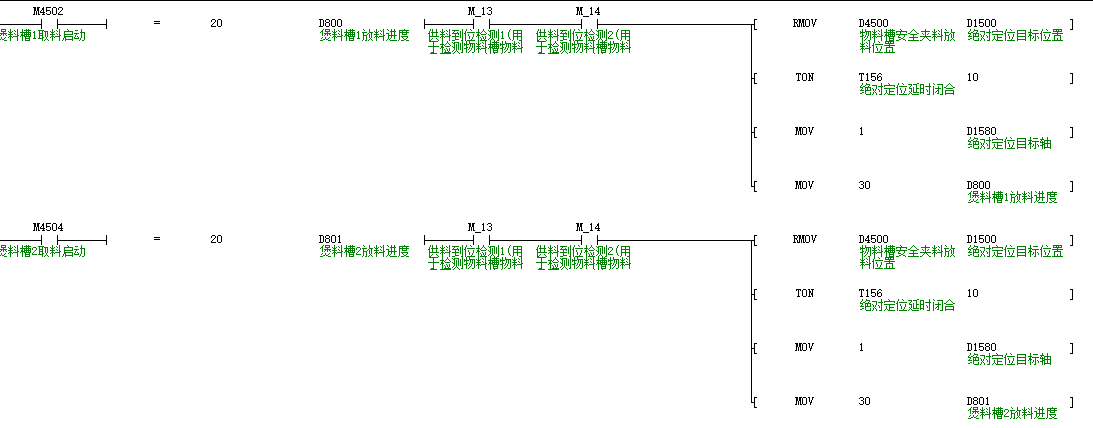 M4502 M_13 M_14
= 20 D800 [ RMOV D4500 D1500 ]
煲料槽1取料启动 煲料槽1放料进度 供料到位检测1(用 供料到位检测2(用 物料槽安全夹料放 绝对定位目标位置
于检测物料槽物料 于检测物料槽物料 料位置
[ TON T156 10 ]
绝对定位延时闭合
[ MOV 1 D1580 ]
绝对定位目标轴
[ MOV 30 D800 ]
煲料槽1放料进度
M4504 M_13 M_14
= 20 D801 [ RMOV D4500 D1500 ]
煲料槽2取料启动 煲料槽2放料进度 供料到位检测1(用 供料到位检测2(用 物料槽安全夹料放 绝对定位目标位置
于检测物料槽物料 于检测物料槽物料 料位置
[ TON T156 10 ]
绝对定位延时闭合
[ MOV 1 D1580 ]
绝对定位目标轴
[ MOV 30 D801 ]
煲料槽2放料进度